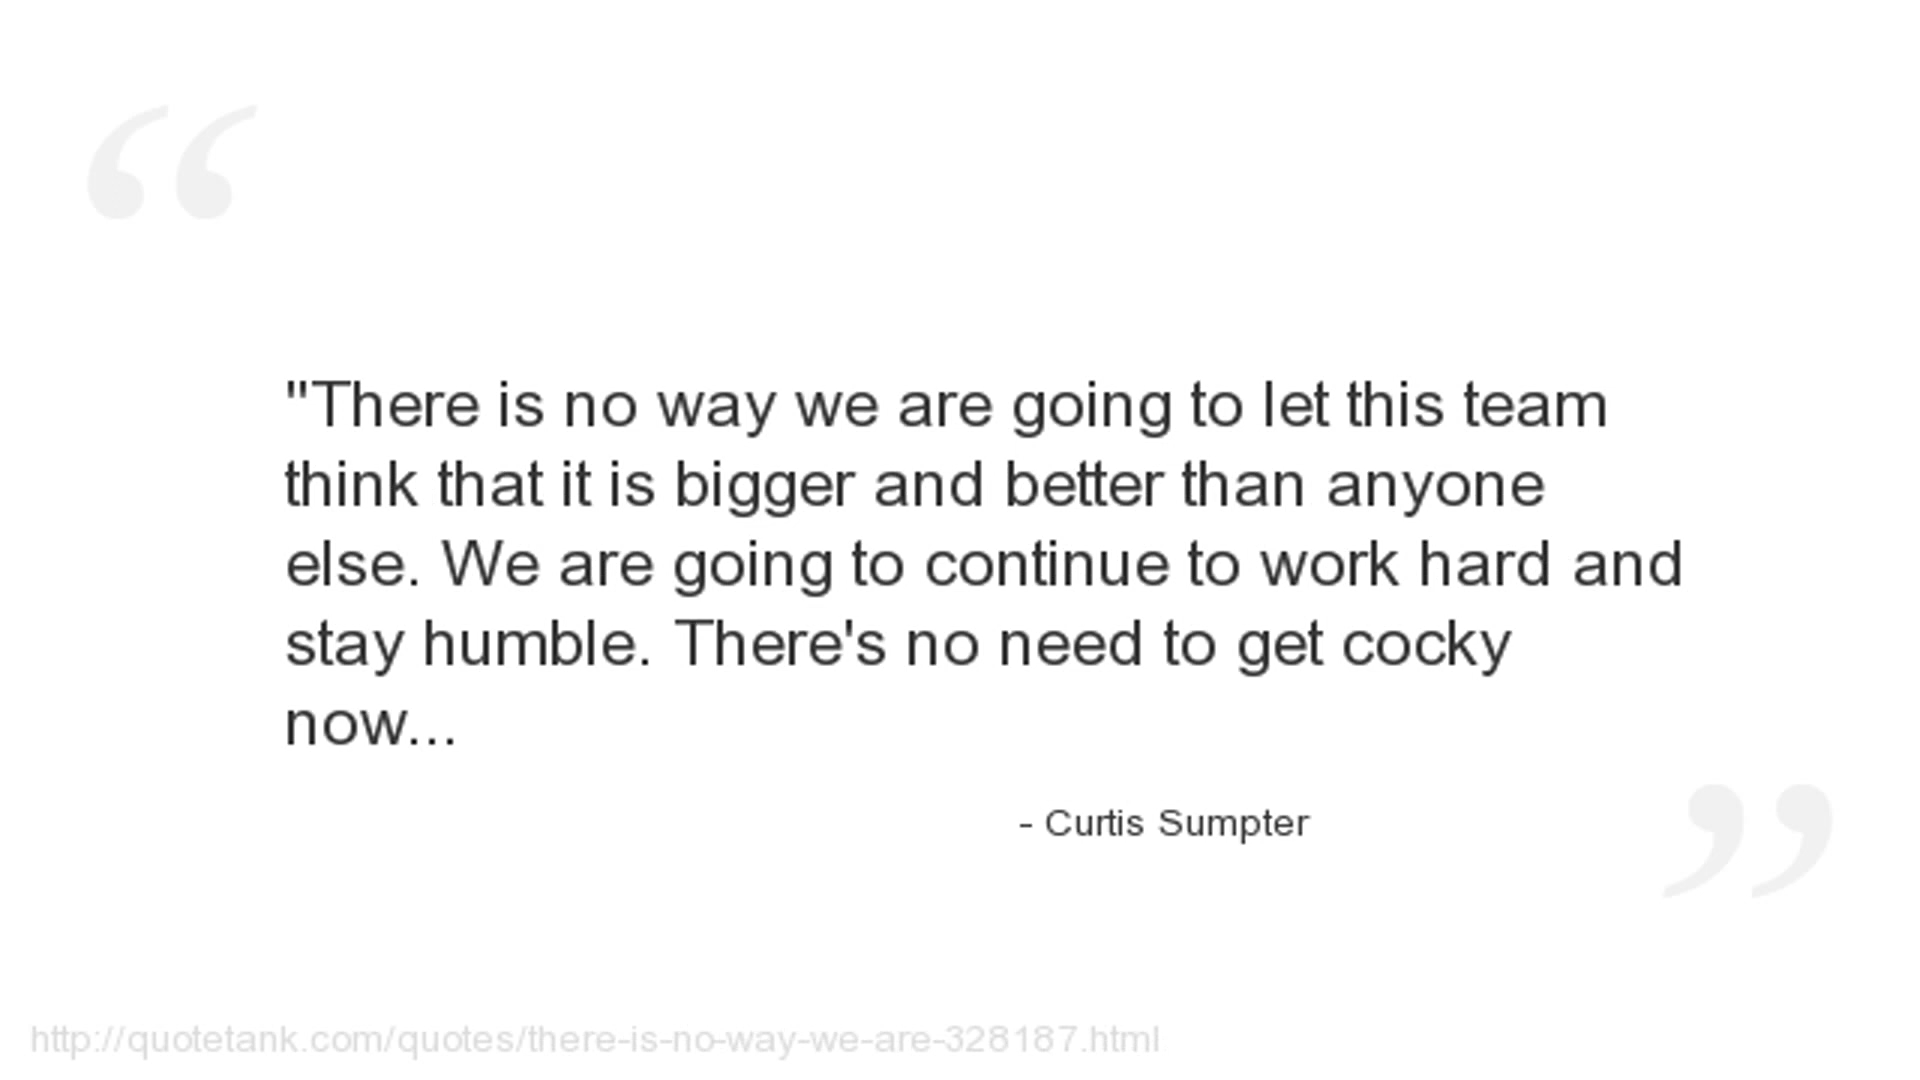 "There is no way we are going to let this team
think that it is bigger and better than anyone
else. We are going to continue to work hard and
stay humble. There's no need to get cocky
now...
- Curtis Sumpter
http://quotetank.com/quotes/there-is-no-way-we-are-328187.html